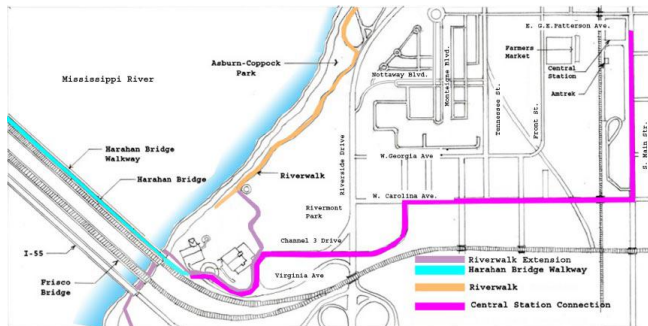 E. G.E.Patterson Ave.
Asburn-Coppock
Park
Farmers
Market
Central
Station
Mississippi River
Nottaway Blvd.
Amtrek
Monteigne Blvd.
Tennessee St.
Front St.
S. Main Str.
Harahan Bridge
Walkway
W.Georgia Ave
Riverside Drive
Harahan Bridge
Riverwalk
W. Carolina Ave.
Rivermont
Park
Channel 3 Drive
I-55
Frisco
Bridge
Virginia Ave
Riverwalk Extension
Harahan Bridge Walkway
Riverwalk
Central Station Connection